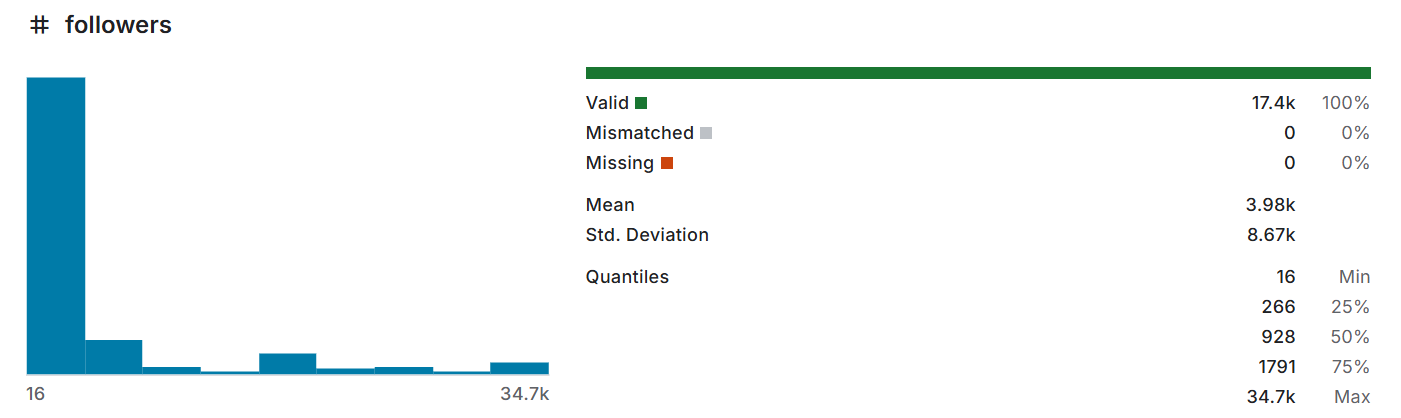 # followers
Valid 17.4k 100%
Mismatched 0 0%
Missing 0 0%
Mean 3.98k
Std. Deviation 8.67k
Quantiles 16 Min
266 25%
928 50%
1791 75%
34.7k Max
16 34.7k